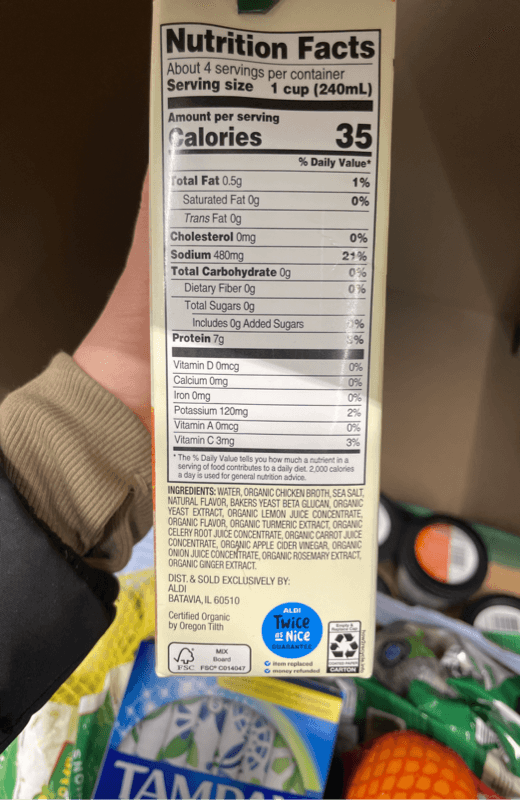 Nutrition Facts
About 4 servings per container
Serving size 1 cup (240mL)
Amount per serving
Calories 35
% Daily Value*
Total Fat 0.5g 1%
Saturated Fat 0g 0%
Trans Fat 0g
Cholesterol 0mg 0%
Sodium 480mg 21%
Total Carbohydrate 0g 0%
Dietary Fiber 0g 0%
Total Sugars 0g
Includes 0g Added Sugars 0%
Protein 7g
Vitamin D 0mcg 0%
Calcium 0mg 0%
Iron 0mg 0%
Potassium 120mg 2%
Vitamin A 0mcg 0%
Vitamin C 3mg 3%
* The % Daily Value tells you how much a nutrient in a
serving of food contributes to a daily diet. 2,000 calories
a day is used for general nutrition advice.
INGREDIENTS: WATER, ORGANIC CHICKEN BROTH, SEA SALT,
NATURAL FLAVOR, BAKERS YEAST BETA GLUCAN, ORGANIC
YEAST EXTRACT, ORGANIC LEMON JUICE CONCENTRATE,
ORGANIC FLAVOR, ORGANIC TURMERIC EXTRACT, ORGANIC
CELERY ROOT JUICE CONCENTRATE, ORGANIC CARROT JUICE
CONCENTRATE, ORGANIC APPLE CIDER VINEGAR, ORGANIC
ONION JUICE CONCENTRATE, ORGANIC ROSEMARY EXTRACT,
ORGANIC GINGER EXTRACT.
DIST. & SOLD EXCLUSIVELY BY:
ALDI
BATAVIA, IL 60510
Certified Organic
by Oregon Tilth
ALDI
Twice
as Nice
GUARANTEE
item replaced
money refunded
MIX
Board
FSC FSC® C014047
CARTON
TAMPA